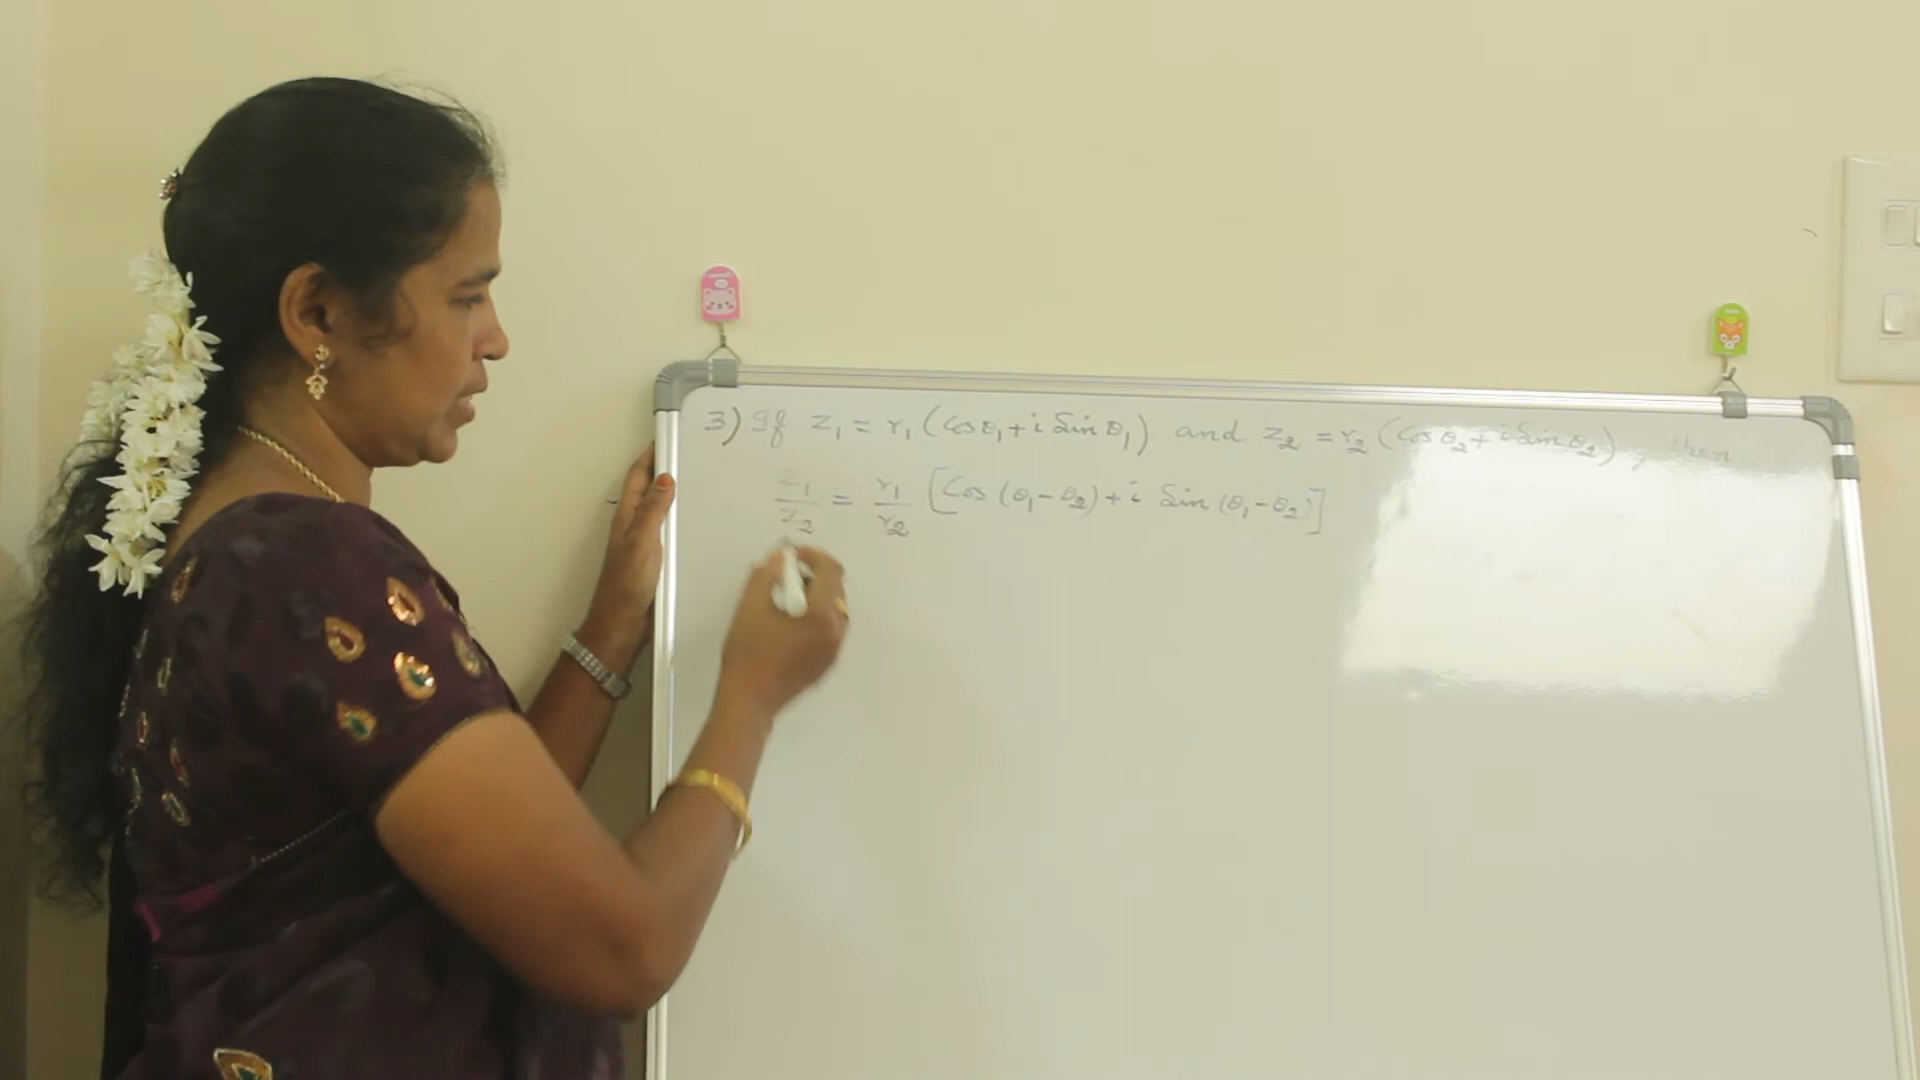 3) If z₁ = r₁ (Cos θ₁ + i Sin θ₁) and z₂ = r₂ (Cos θ₂ + i Sin θ₂), then
z₁/z₂ = r₁/r₂ [Cos (θ₁ - θ₂) + i Sin (θ₁ - θ₂)]